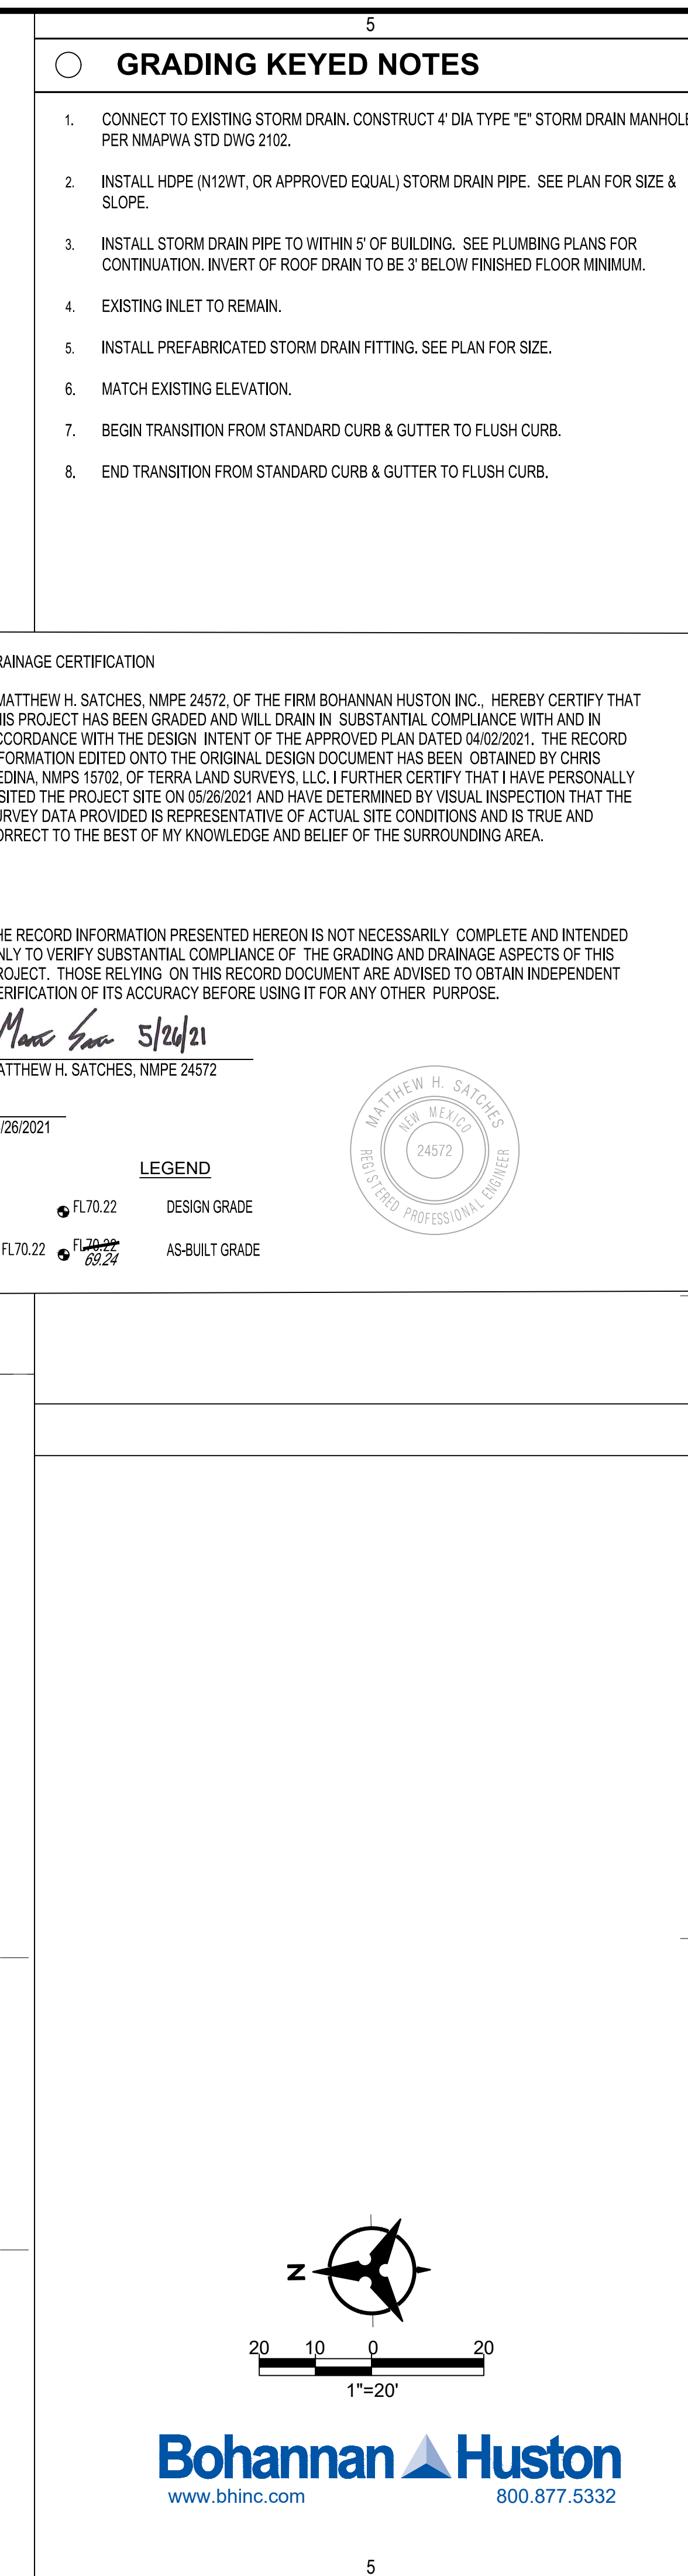 5
GRADING KEYED NOTES
1. CONNECT TO EXISTING STORM DRAIN. CONSTRUCT 4' DIA TYPE "E" STORM DRAIN MANHOLE
PER NMAPWA STD DWG 2102.
2. INSTALL HDPE (N12WT, OR APPROVED EQUAL) STORM DRAIN PIPE. SEE PLAN FOR SIZE &
SLOPE.
3. INSTALL STORM DRAIN PIPE TO WITHIN 5' OF BUILDING. SEE PLUMBING PLANS FOR
CONTINUATION. INVERT OF ROOF DRAIN TO BE 3' BELOW FINISHED FLOOR MINIMUM.
4. EXISTING INLET TO REMAIN.
5. INSTALL PREFABRICATED STORM DRAIN FITTING. SEE PLAN FOR SIZE.
6. MATCH EXISTING ELEVATION.
7. BEGIN TRANSITION FROM STANDARD CURB & GUTTER TO FLUSH CURB.
8. END TRANSITION FROM STANDARD CURB & GUTTER TO FLUSH CURB.
RAINAGE CERTIFICATION
MATTHEW H. SATCHES, NMPE 24572, OF THE FIRM BOHANNAN HUSTON INC., HEREBY CERTIFY THAT
HIS PROJECT HAS BEEN GRADED AND WILL DRAIN IN SUBSTANTIAL COMPLIANCE WITH AND IN
CCORDANCE WITH THE DESIGN INTENT OF THE APPROVED PLAN DATED 04/02/2021. THE RECORD
FORMATION EDITED ONTO THE ORIGINAL DESIGN DOCUMENT HAS BEEN OBTAINED BY CHRIS
EDINA, NMPS 15702, OF TERRA LAND SURVEYS, LLC. I FURTHER CERTIFY THAT I HAVE PERSONALLY
SITED THE PROJECT SITE ON 05/26/2021 AND HAVE DETERMINED BY VISUAL INSPECTION THAT THE
URVEY DATA PROVIDED IS REPRESENTATIVE OF ACTUAL SITE CONDITIONS AND IS TRUE AND
ORRECT TO THE BEST OF MY KNOWLEDGE AND BELIEF OF THE SURROUNDING AREA.
HE RECORD INFORMATION PRESENTED HEREON IS NOT NECESSARILY COMPLETE AND INTENDED
NLY TO VERIFY SUBSTANTIAL COMPLIANCE OF THE GRADING AND DRAINAGE ASPECTS OF THIS
ROJECT. THOSE RELYING ON THIS RECORD DOCUMENT ARE ADVISED TO OBTAIN INDEPENDENT
ERIFICATION OF ITS ACCURACY BEFORE USING IT FOR ANY OTHER PURPOSE.
5/26/21
ATTHEW H. SATCHES, NMPE 24572
/26/2021
MATTHEW H. SATCHES
NEW MEXICO
24572
REGISTERED PROFESSIONAL ENGINEER
LEGEND
FL70.22 DESIGN GRADE
FL70.22 FL70.22 AS-BUILT GRADE
69.24
N
20 10 0 20
1"=20'
Bohannan Huston
www.bhinc.com 800.877.5332
5